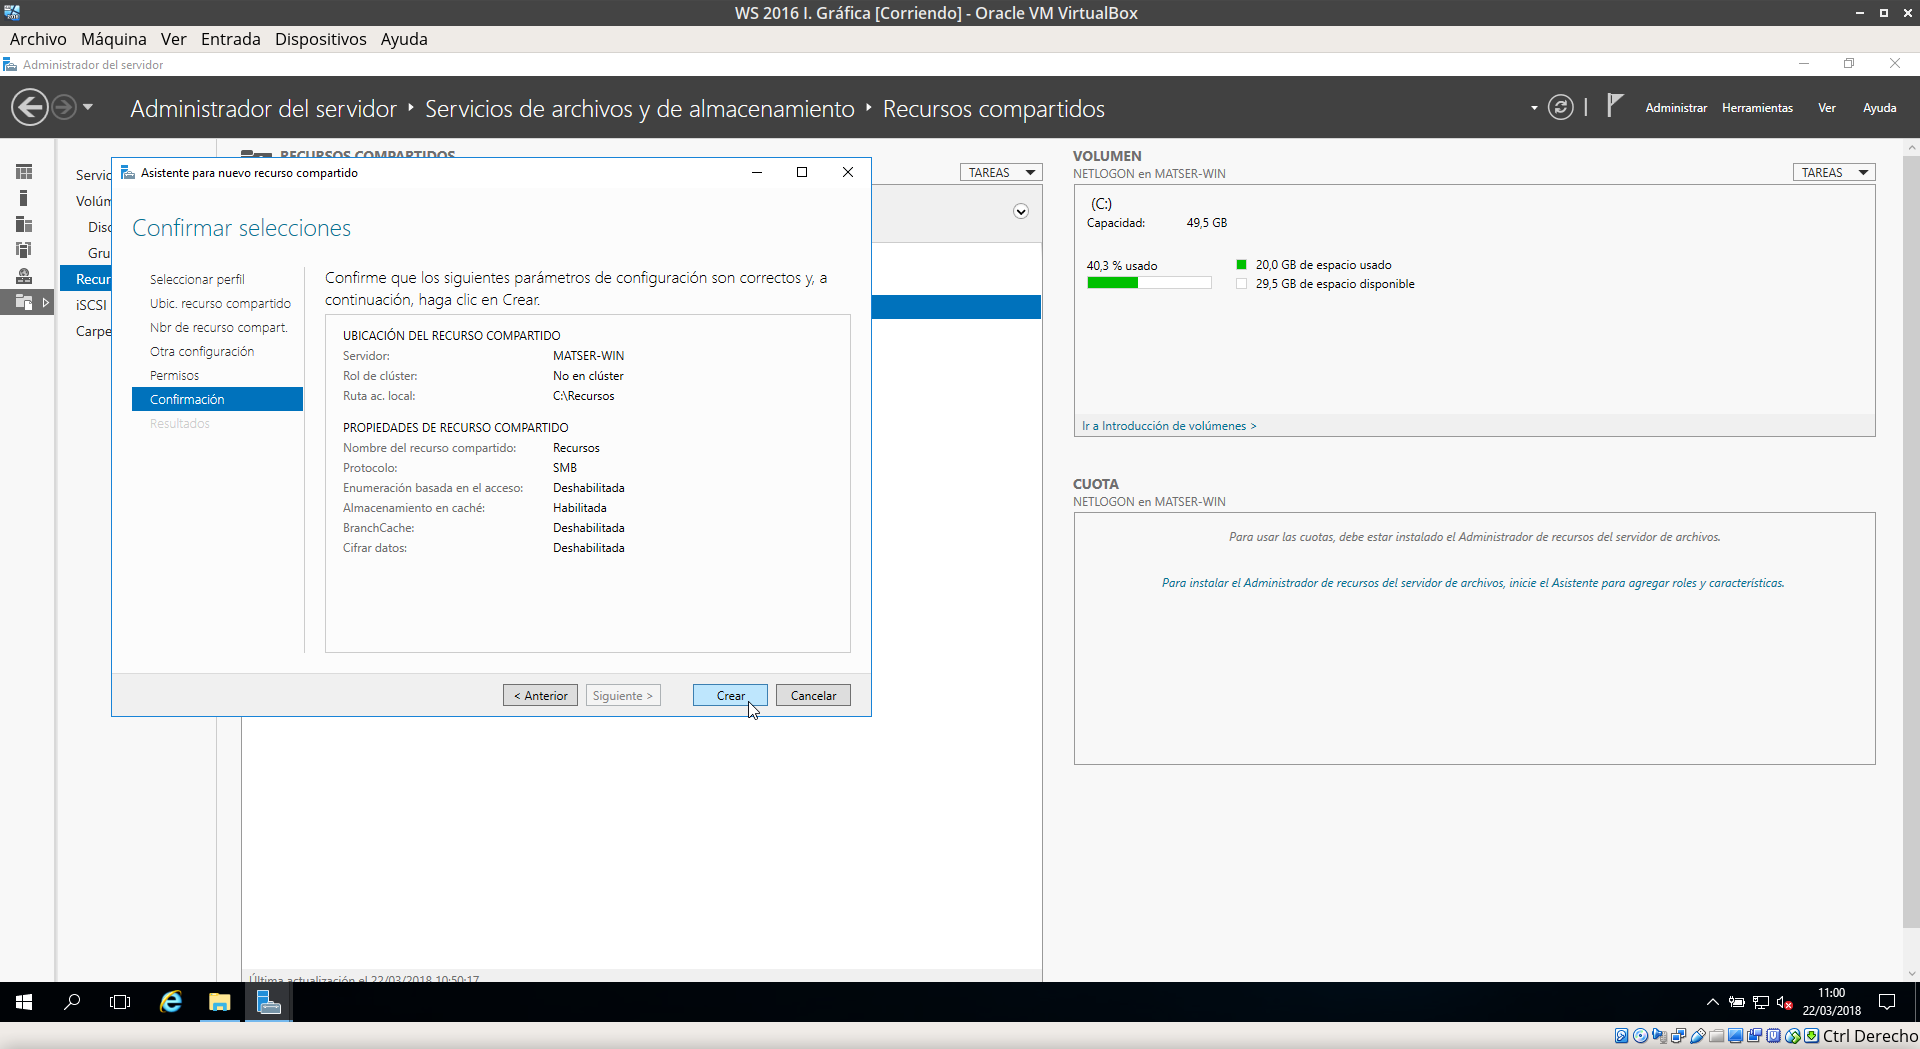 WS 2016 I. Gráfica [Corriendo] - Oracle VM VirtualBox
Archivo Máquina Ver Entrada Dispositivos Ayuda
Administrador del servidor
Administrador del servidor Servicios de archivos y de almacenamiento Recursos compartidos
Administrar Herramientas Ver Ayuda
RECURSOS COMPARTIDOS
TAREAS
Asistente para nuevo recurso compartido
Confirmar selecciones
Seleccionar perfil
Ubic. recurso compartido
Nbr de recurso compart.
Otra configuración
Permisos
Confirmación
Resultados
Confirme que los siguientes parámetros de configuración son correctos y, a
continuación, haga clic en Crear.
UBICACIÓN DEL RECURSO COMPARTIDO
Servidor: MATSER-WIN
Rol de clúster: No en clúster
Ruta ac. local: C:\Recursos
PROPIEDADES DE RECURSO COMPARTIDO
Nombre del recurso compartido: Recursos
Protocolo: SMB
Enumeración basada en el acceso: Deshabilitada
Almacenamiento en caché: Habilitada
BranchCache: Deshabilitada
Cifrar datos: Deshabilitada
< Anterior Siguiente > Crear Cancelar
Servic
Volúm
Disc
Gru
Recur
iSCSI
Carpe
Última actualización el 22/03/2018 10:50:17
VOLUMEN
NETLOGON en MATSER-WIN
TAREAS
(C:)
Capacidad: 49,5 GB
40,3 % usado
20,0 GB de espacio usado
29,5 GB de espacio disponible
Ir a Introducción de volúmenes >
CUOTA
NETLOGON en MATSER-WIN
Para usar las cuotas, debe estar instalado el Administrador de recursos del servidor de archivos.
Para instalar el Administrador de recursos del servidor de archivos, inicie el Asistente para agregar roles y características.
11:00
22/03/2018
Ctrl Derecho